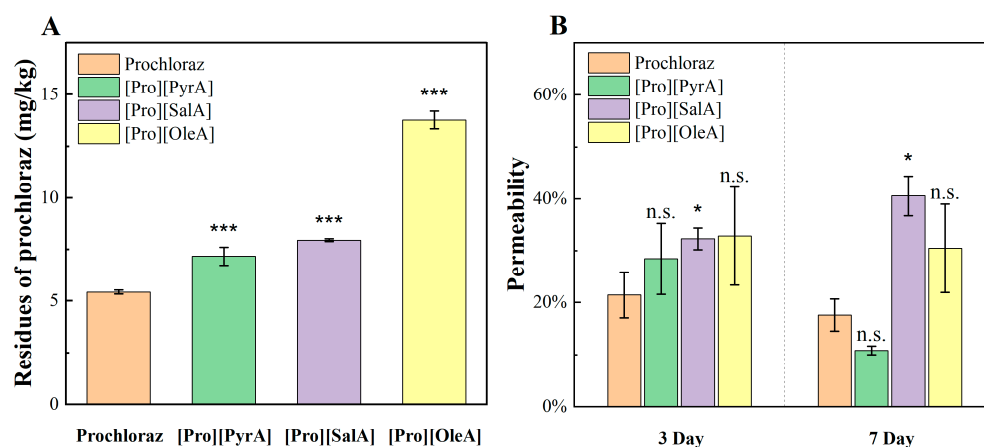 A
Residues of prochloraz (mg/kg)
15
10
5
0
Prochloraz
[Pro][PyrA]
[Pro][SalA]
[Pro][OleA]
***
***
***
Prochloraz [Pro][PyrA] [Pro][SalA] [Pro][OleA]
B
Permeability
60%
40%
20%
0%
Prochloraz
[Pro][PyrA]
[Pro][SalA]
[Pro][OleA]
n.s.
*
n.s.
n.s.
*
n.s.
3 Day 7 Day